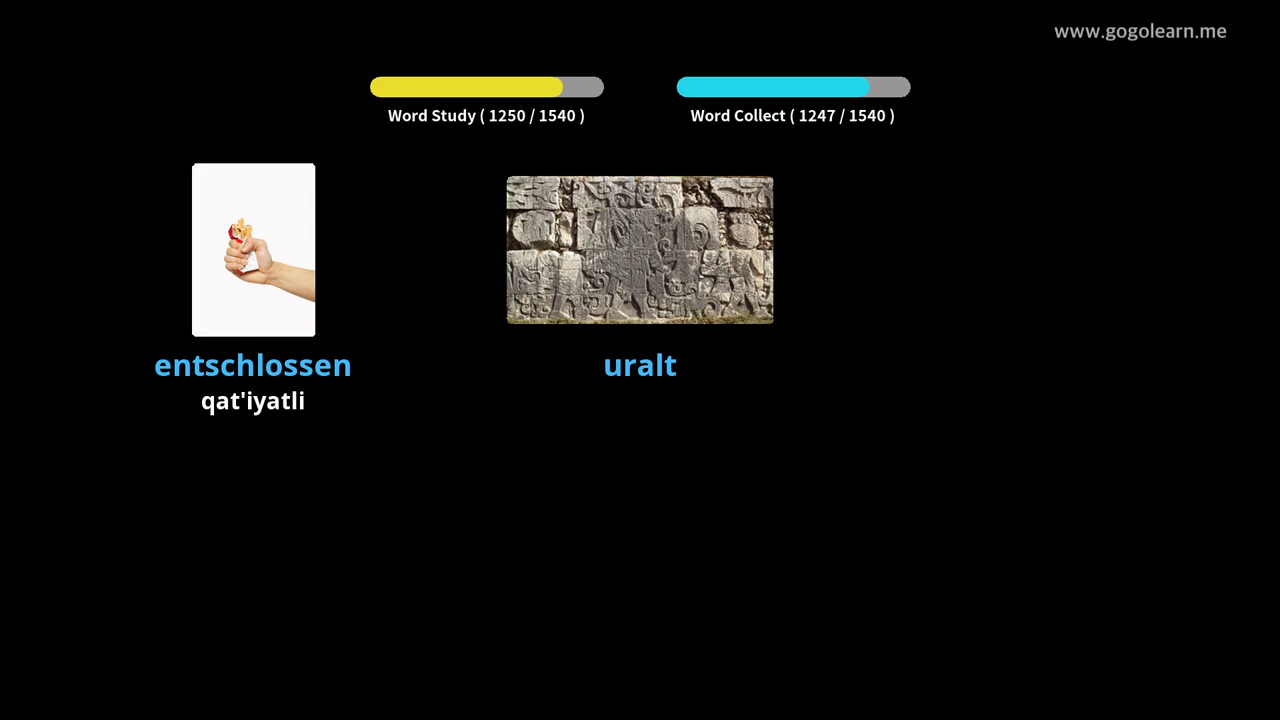 www.gogolearn.me
Word Study ( 1250 / 1540 )
Word Collect ( 1247 / 1540 )
entschlossen
qat'iyatli
uralt